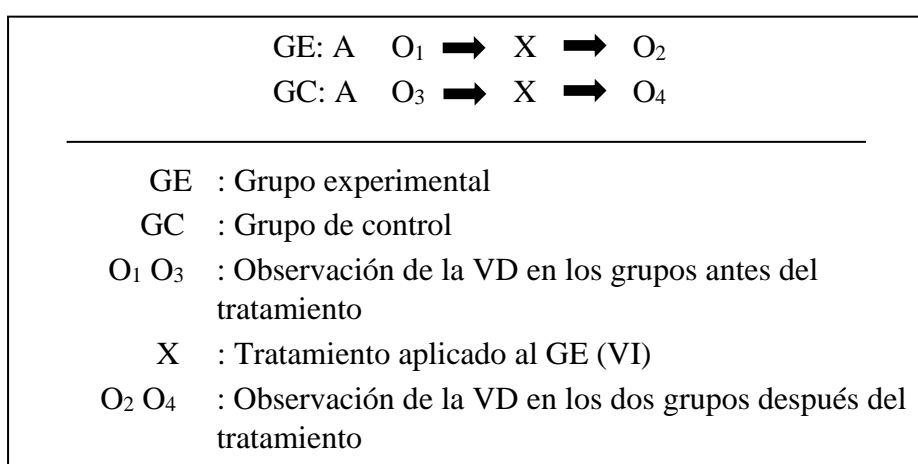 GE: A O₁ ➡ X ➡ O₂
GC: A O₃ ➡ X ➡ O₄
GE : Grupo experimental
GC : Grupo de control
O₁ O₃ : Observación de la VD en los grupos antes del
tratamiento
X : Tratamiento aplicado al GE (VI)
O₂ O₄ : Observación de la VD en los dos grupos después del
tratamiento